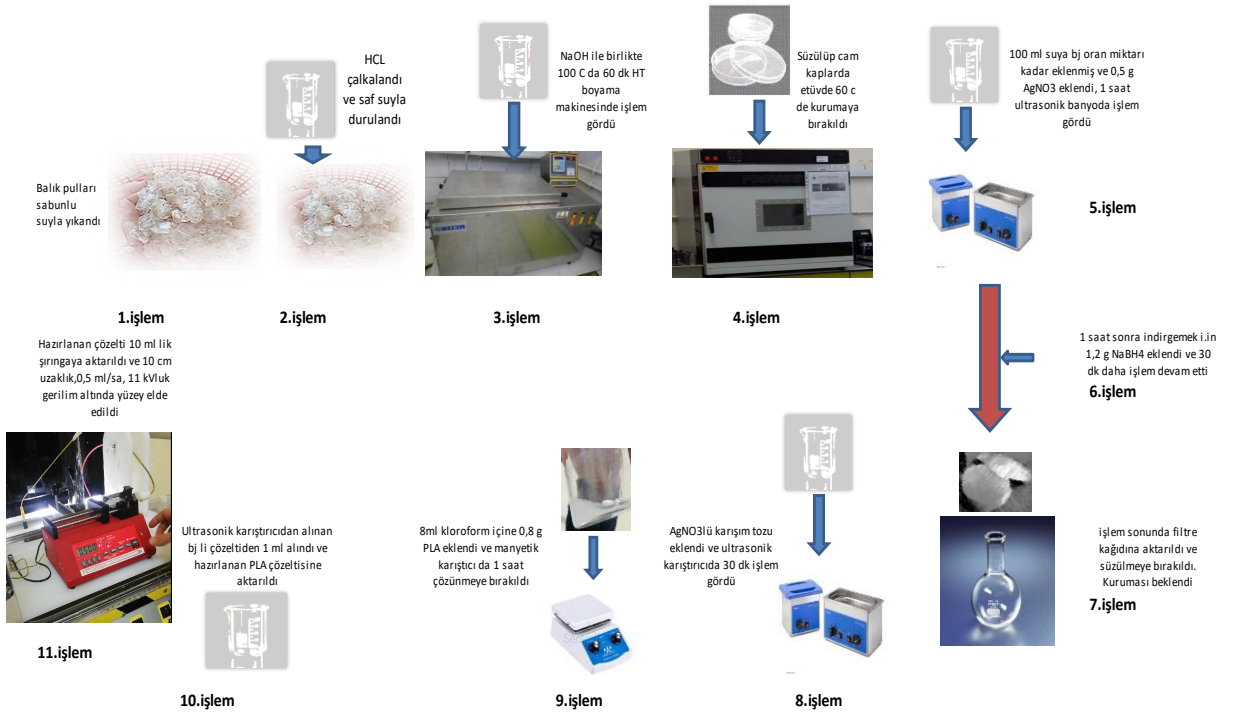 Balık pulları
sabunlu
suyla yıkandı
1.işlem
HCL
çalkalandı
ve saf suyla
durulandı
2.işlem
NaOH ile birlikte
100 C da 60 dk HT
boyama
makinesinde işlem
gördü
3.işlem
Süzülüp cam
kaplarda
etüvde 60 c
de kurumaya
bırakıldı
4.işlem
100 ml suya bj oran miktarı
kadar eklenmiş ve 0,5 g
AgNO3 eklendi, 1 saat
ultrasonik banyoda işlem
gördü
5.işlem
1 saat sonra indirgemek i.in
1,2 g NaBH4 eklendi ve 30
dk daha işlem devam etti
6.işlem
işlem sonunda filtre
kağıdına aktarıldı ve
süzülmeye bırakıldı.
Kuruması beklendi
7.işlem
AgNO3lü karışım tozu
eklendi ve ultrasonik
karıştırıcıda 30 dk işlem
gördü
8.işlem
8ml kloroform içine 0,8 g
PLA eklendi ve manyetik
karıştıcı da 1 saat
çözünmeye bırakıldı
9.işlem
Ultrasonik karıştırıcıdan alınan
bj li çözeltiden 1 ml alındı ve
hazırlanan PLA çözeltisine
aktarıldı
10.işlem
Hazırlanan çözelti 10 ml lik
şırıngaya aktarıldı ve 10 cm
uzaklık,0,5 ml/sa, 11 kVluk
gerilim altında yüzey elde
edildi
11.işlem